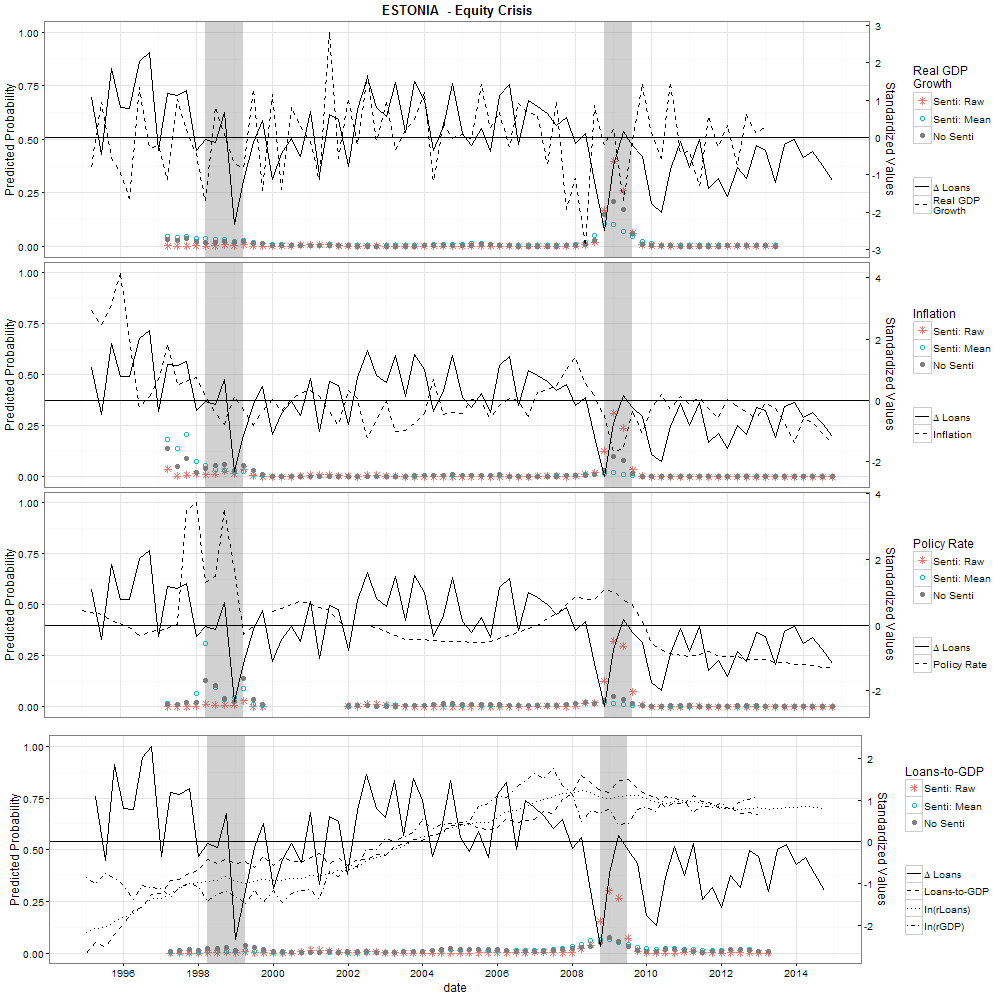 ESTONIA - Equity Crisis
1.00
0.75
0.50
0.25
0.00
Predicted Probability
3
2
1
0
-1
-2
-3
Standardized Values
Real GDP
Growth
Senti: Raw
Senti: Mean
No Senti
Δ Loans
Real GDP
Growth
1.00
0.75
0.50
0.25
0.00
Predicted Probability
4
2
0
-2
Standardized Values
Inflation
Senti: Raw
Senti: Mean
No Senti
Δ Loans
Inflation
1.00
0.75
0.50
0.25
0.00
Predicted Probability
4
2
0
-2
Standardized Values
Policy Rate
Senti: Raw
Senti: Mean
No Senti
Δ Loans
Policy Rate
1.00
0.75
0.50
0.25
0.00
Predicted Probability
2
1
0
-1
-2
Standardized Values
Loans-to-GDP
Senti: Raw
Senti: Mean
No Senti
Δ Loans
Loans-to-GDP
ln(rLoans)
ln(rGDP)
1996 1998 2000 2002 2004 2006 2008 2010 2012 2014
date